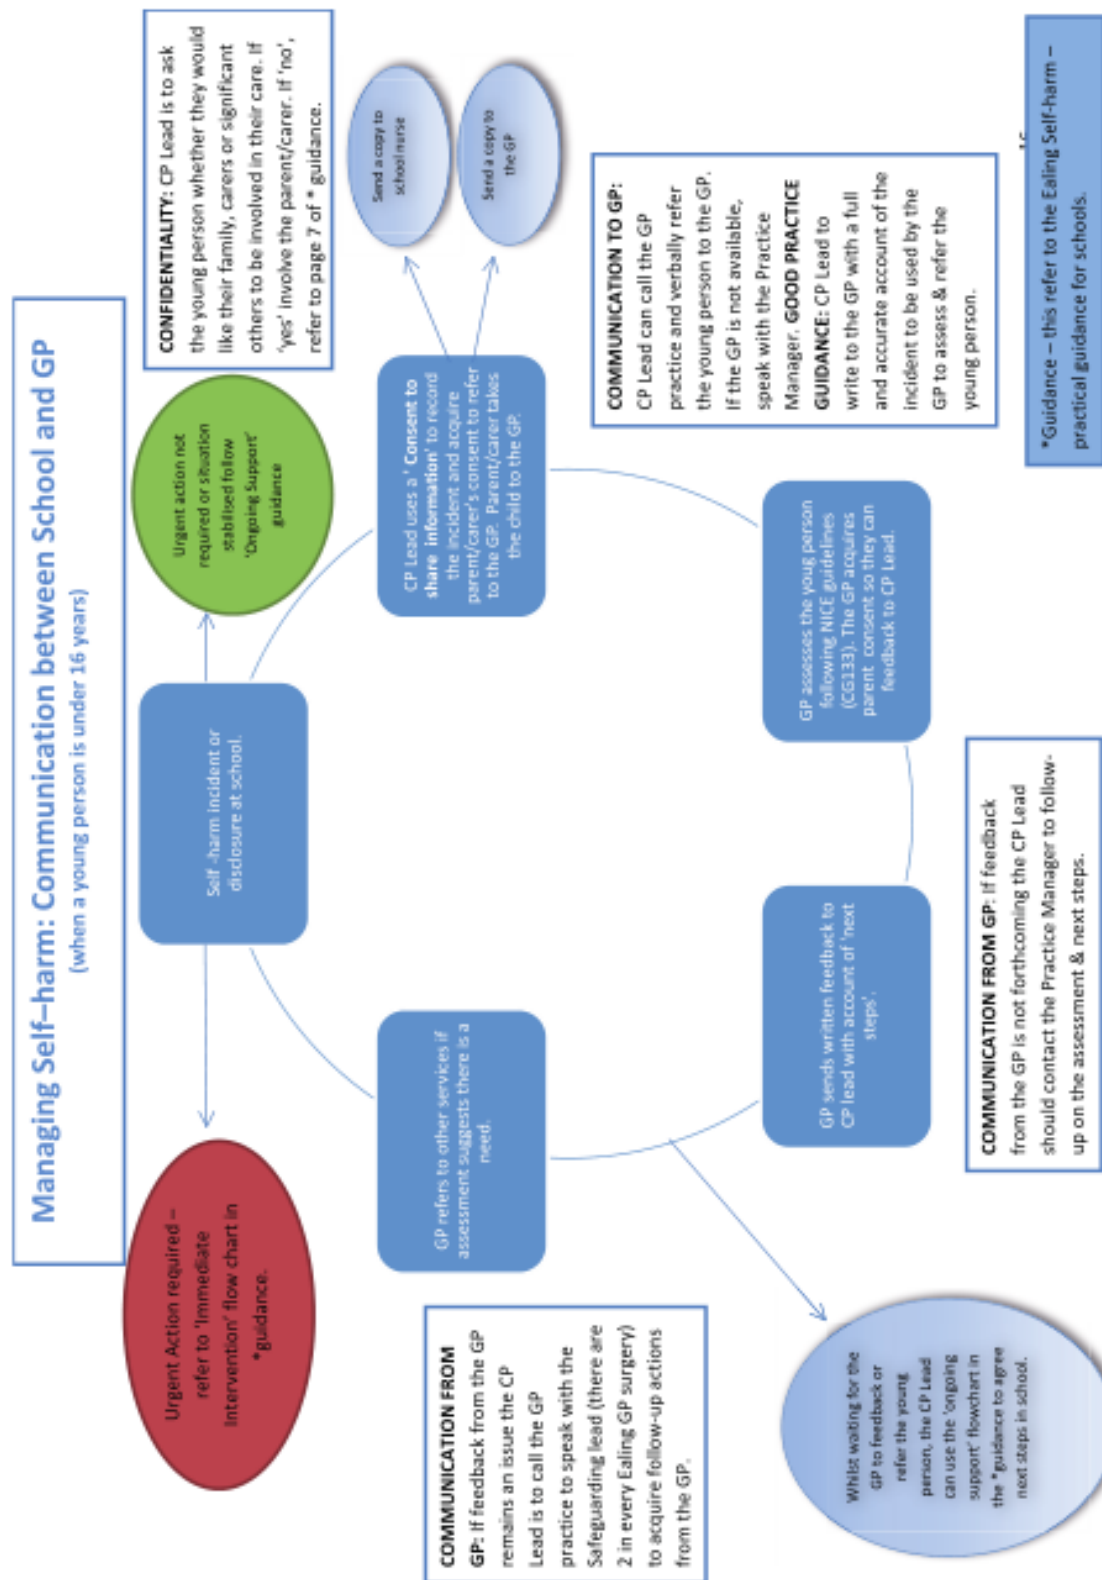 Managing Self–harm: Communication between School and GP
(when a young person is under 16 years)
Urgent Action required –
refer to 'Immediate
Intervention' flow chart in
*guidance.
Self –harm incident or
disclosure at school.
Urgent action not
required or situation
stabilised follow
'Ongoing Support'
guidance
CONFIDENTIALITY: CP Lead is to ask
the young person whether they would
like their family, carers or significant
others to be involved in their care. If
'yes' involve the parent/carer. If 'no',
refer to page 7 of * guidance.
CP Lead uses a ' Consent to
share information' to record
the incident and acquire
parent/carer's consent to refer
to the GP. Parent/carer takes
the child to the GP.
Send a copy to
school nurse
Send a copy to
the GP
COMMUNICATION TO GP:
CP Lead can call the GP
practice and verbally refer
the young person to the GP.
If the GP is not available,
speak with the Practice
Manager. GOOD PRACTICE
GUIDANCE: CP Lead to
write to the GP with a full
and accurate account of the
incident to be used by the
GP to assess & refer the
young person.
GP assesses the youg person
following NICE guidelines
(CG133). The GP acquires
parent consent so they can
feedback to CP Lead.
GP sends written feedback to
CP lead with account of 'next
steps'.
COMMUNICATION FROM GP: If feedback
from the GP is not forthcoming the CP Lead
should contact the Practice Manager to follow-
up on the assessment & next steps.
GP refers to other services if
assessment suggests there is a
need.
COMMUNICATION FROM
GP: If feedback from the GP
remains an issue the CP
Lead is to call the GP
practice to speak with the
Safeguarding lead (there are
2 in every Ealing GP surgery)
to acquire follow-up actions
from the GP.
Whilst waiting for the
GP to feedback or
refer the young
person, the CP Lead
can use the 'ongoing
support' flowchart in
the *guidance to agree
next steps in school.
*Guidance – this refer to the Ealing Self-harm –
practical guidance for schools.